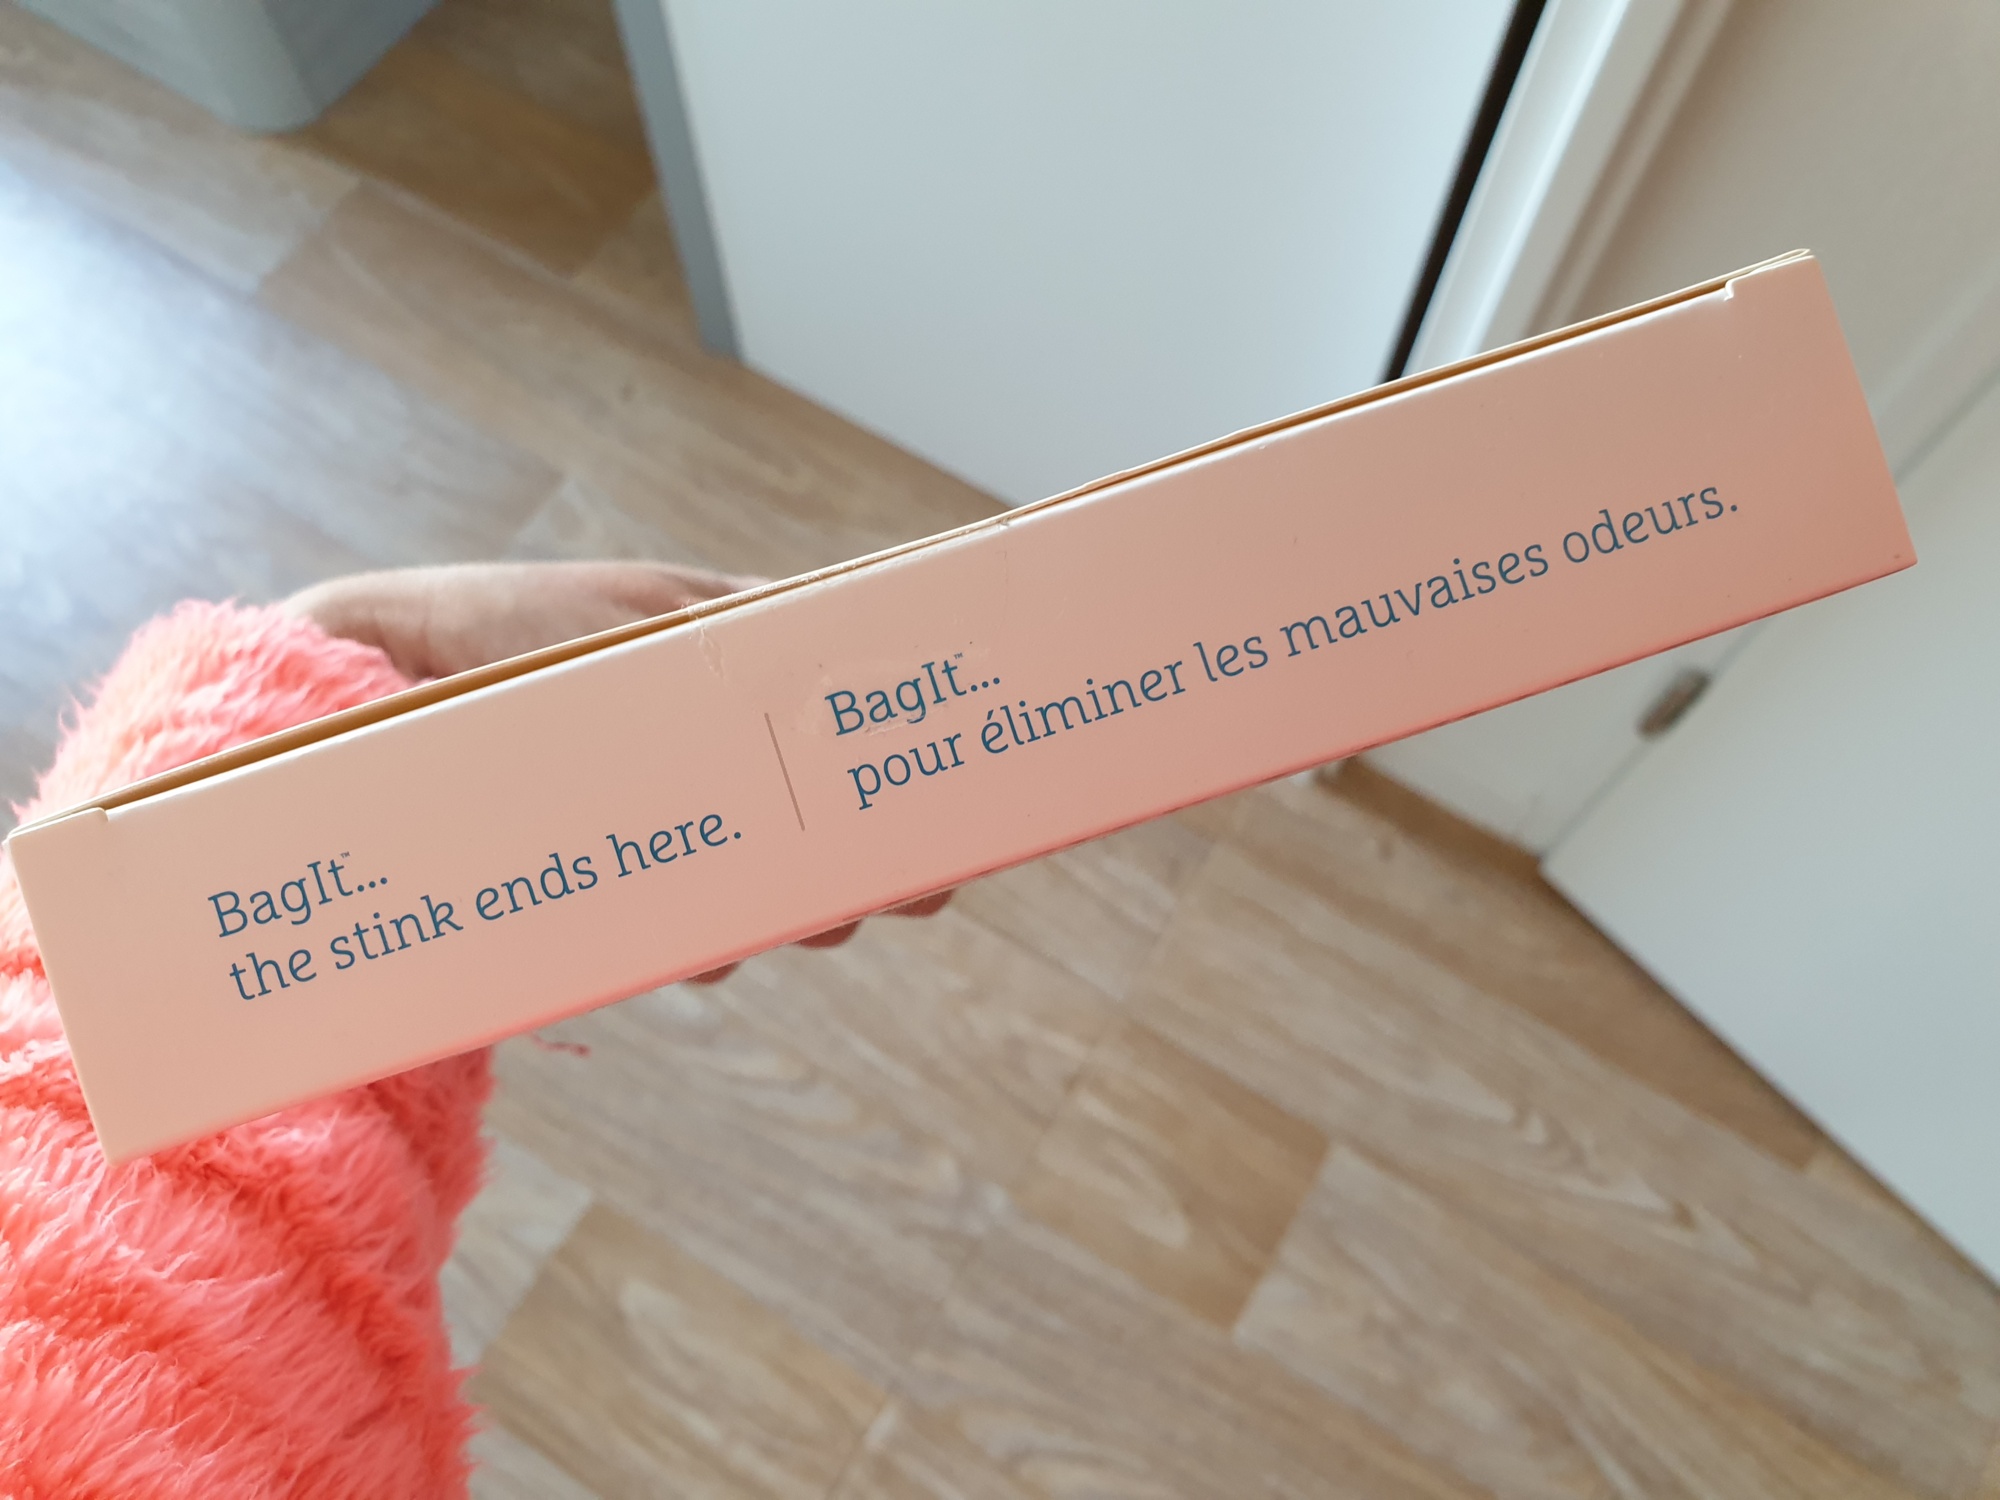 BagIt™...
the stink ends here.
BagIt™...
pour éliminer les mauvaises odeurs.